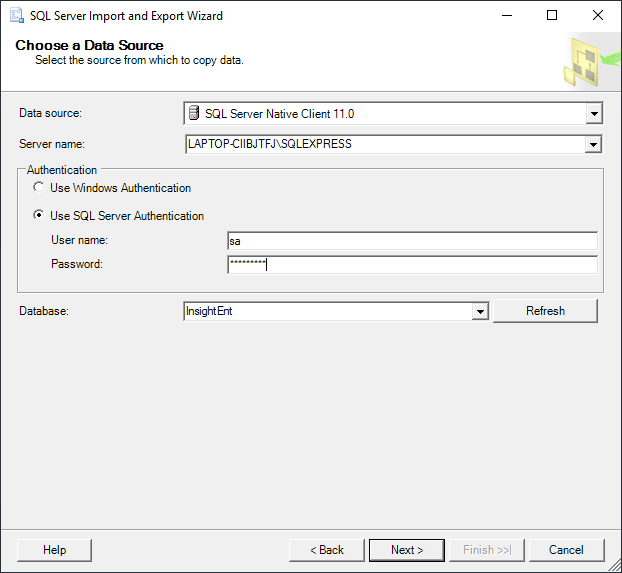 SQL Server Import and Export Wizard
Choose a Data Source
Select the source from which to copy data.
Data source: SQL Server Native Client 11.0
Server name: LAPTOP-CIIBJTFJ\SQLEXPRESS
Authentication
Use Windows Authentication
Use SQL Server Authentication
User name: sa
Password: *********
Database: InsightEnt Refresh
Help < Back Next > Finish >>| Cancel